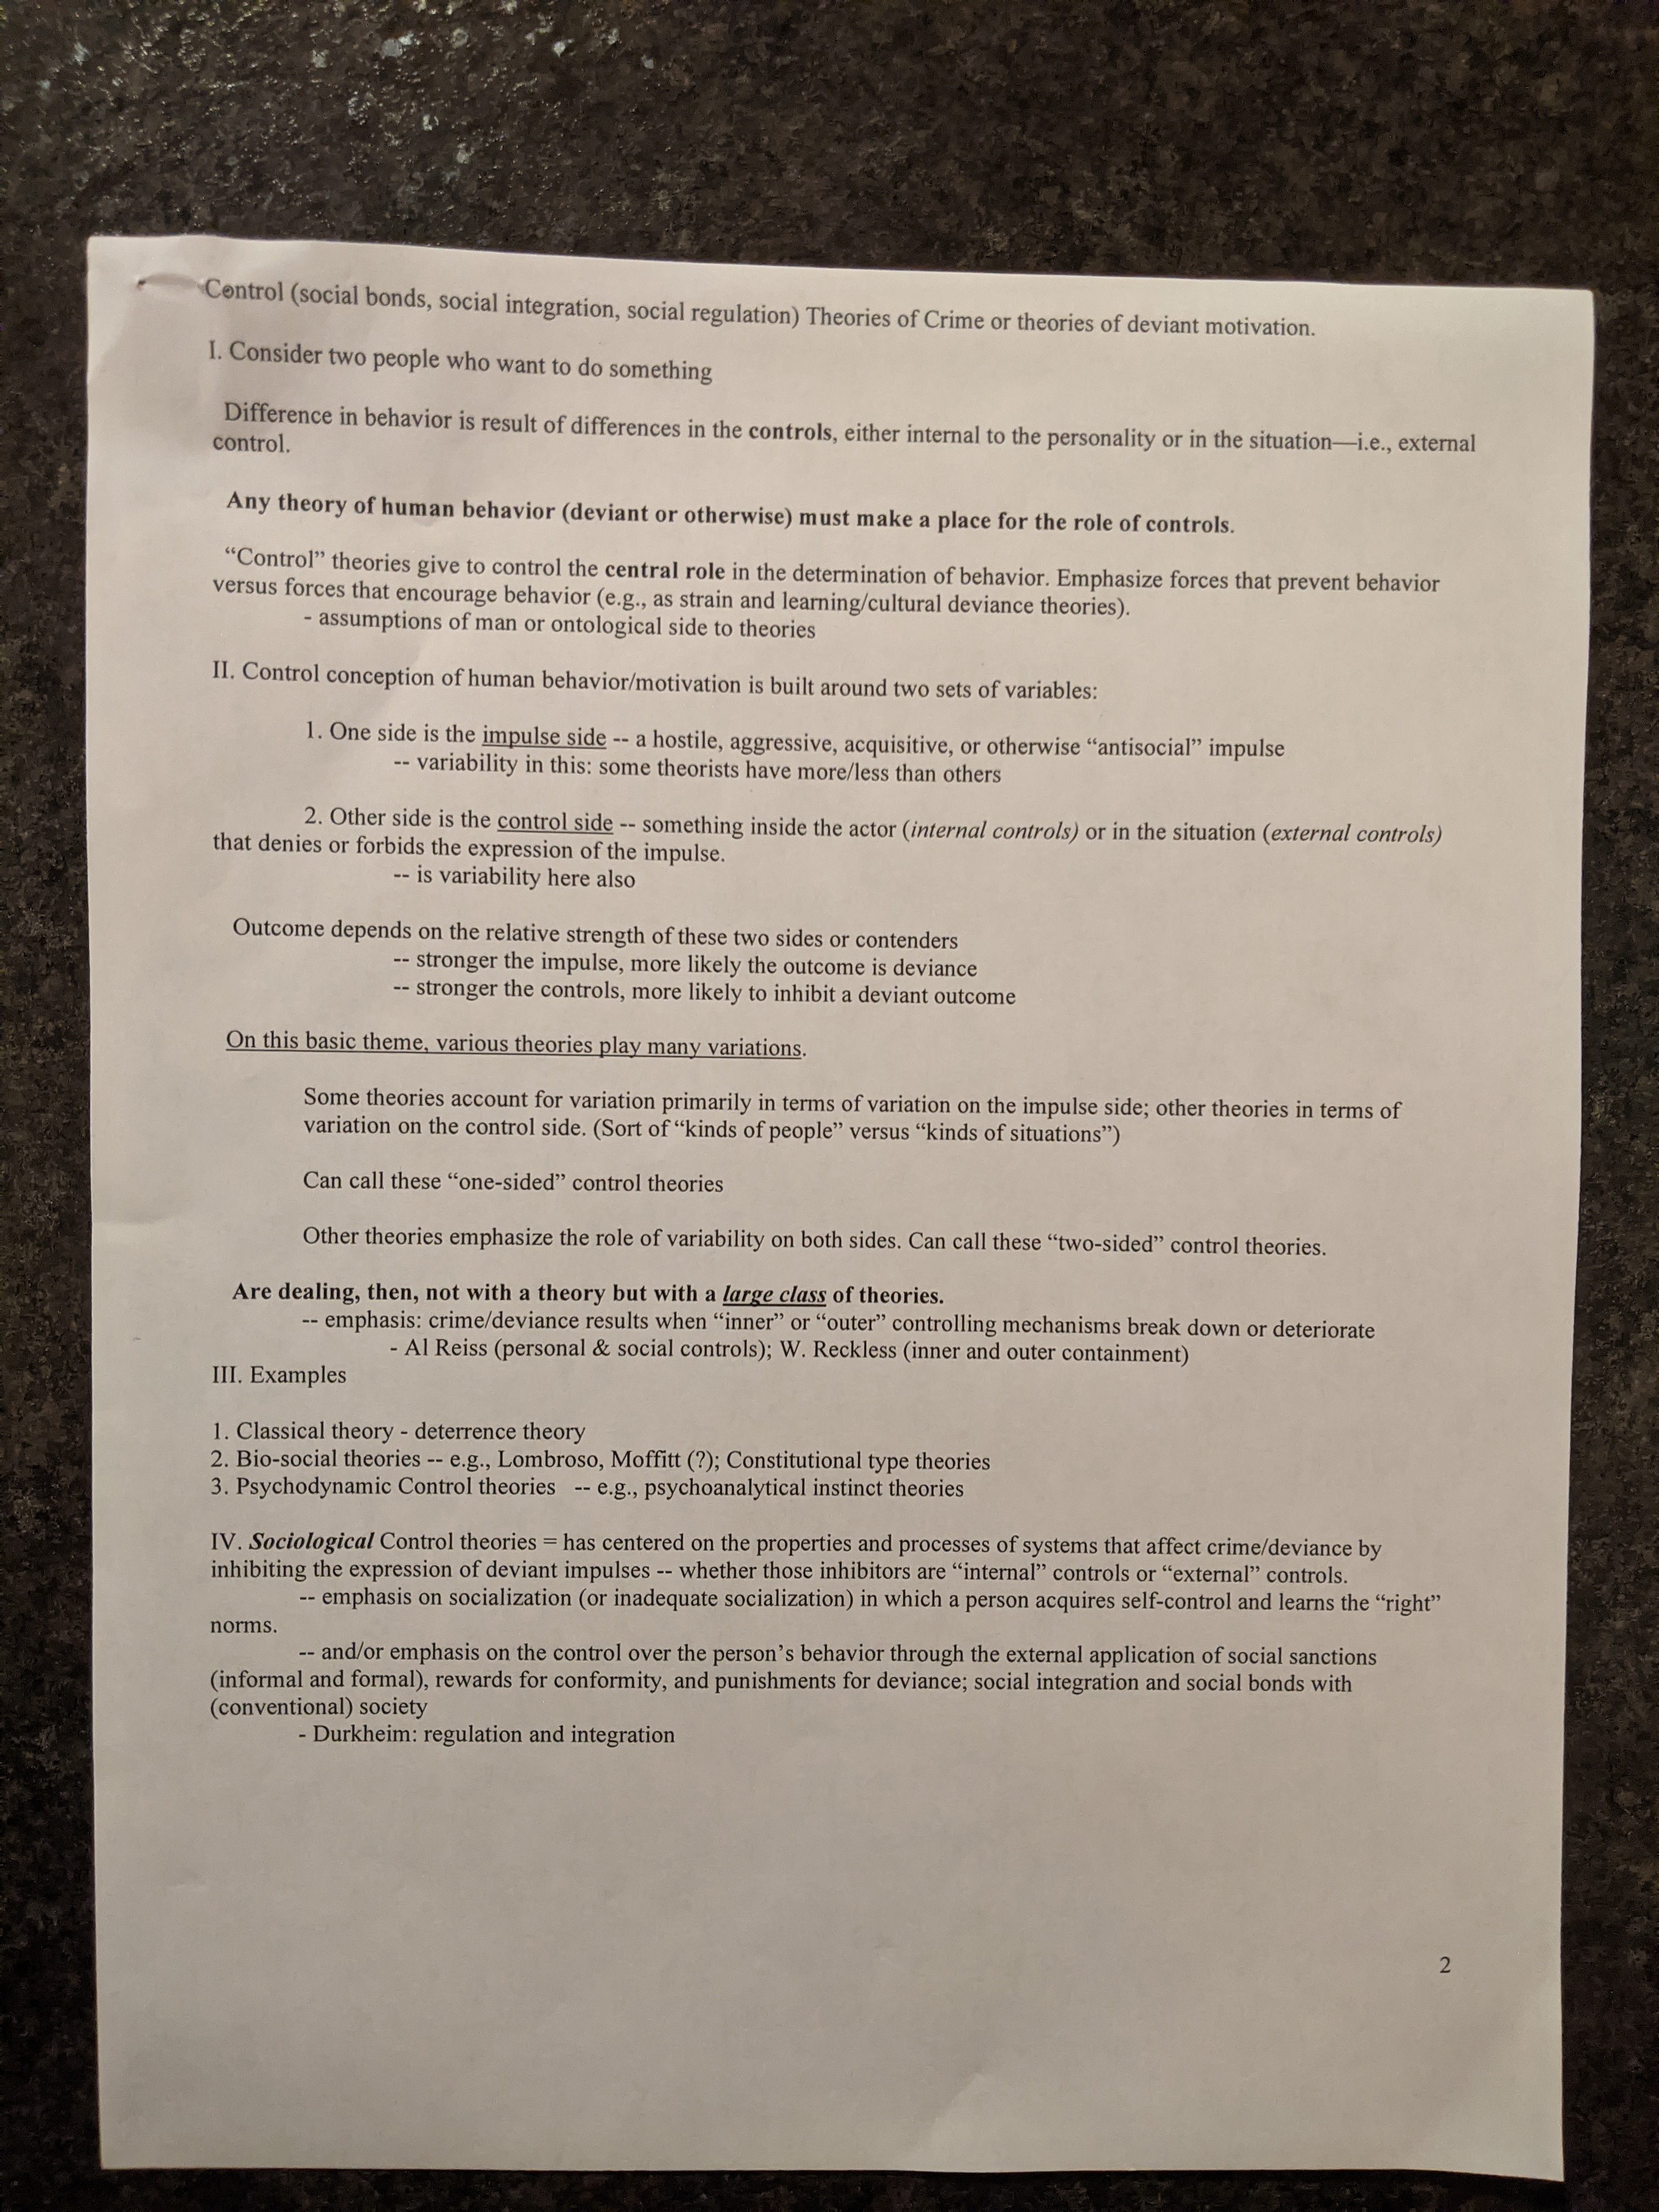 Control (social bonds, social integration, social regulation) Theories of Crime or theories of deviant motivation.
I. Consider two people who want to do something
Difference in behavior is result of differences in the controls, either internal to the personality or in the situation—i.e., external
control.
Any theory of human behavior (deviant or otherwise) must make a place for the role of controls.
“Control” theories give to control the central role in the determination of behavior. Emphasize forces that prevent behavior
versus forces that encourage behavior (e.g., as strain and learning/cultural deviance theories).
- assumptions of man or ontological side to theories
II. Control conception of human behavior/motivation is built around two sets of variables:
1. One side is the impulse side -- a hostile, aggressive, acquisitive, or otherwise “antisocial” impulse
-- variability in this: some theorists have more/less than others
2. Other side is the control side -- something inside the actor (internal controls) or in the situation (external controls)
that denies or forbids the expression of the impulse.
-- is variability here also
Outcome depends on the relative strength of these two sides or contenders
-- stronger the impulse, more likely the outcome is deviance
-- stronger the controls, more likely to inhibit a deviant outcome
On this basic theme, various theories play many variations.
Some theories account for variation primarily in terms of variation on the impulse side; other theories in terms of
variation on the control side. (Sort of “kinds of people” versus “kinds of situations”)
Can call these “one-sided” control theories
Other theories emphasize the role of variability on both sides. Can call these “two-sided” control theories.
Are dealing, then, not with a theory but with a large class of theories.
-- emphasis: crime/deviance results when “inner” or “outer” controlling mechanisms break down or deteriorate
- Al Reiss (personal & social controls); W. Reckless (inner and outer containment)
III. Examples
1. Classical theory - deterrence theory
2. Bio-social theories -- e.g., Lombroso, Moffitt (?); Constitutional type theories
3. Psychodynamic Control theories -- e.g., psychoanalytical instinct theories
IV. Sociological Control theories = has centered on the properties and processes of systems that affect crime/deviance by
inhibiting the expression of deviant impulses -- whether those inhibitors are “internal” controls or “external” controls.
-- emphasis on socialization (or inadequate socialization) in which a person acquires self-control and learns the “right”
norms.
-- and/or emphasis on the control over the person’s behavior through the external application of social sanctions
(informal and formal), rewards for conformity, and punishments for deviance; social integration and social bonds with
(conventional) society
- Durkheim: regulation and integration
2